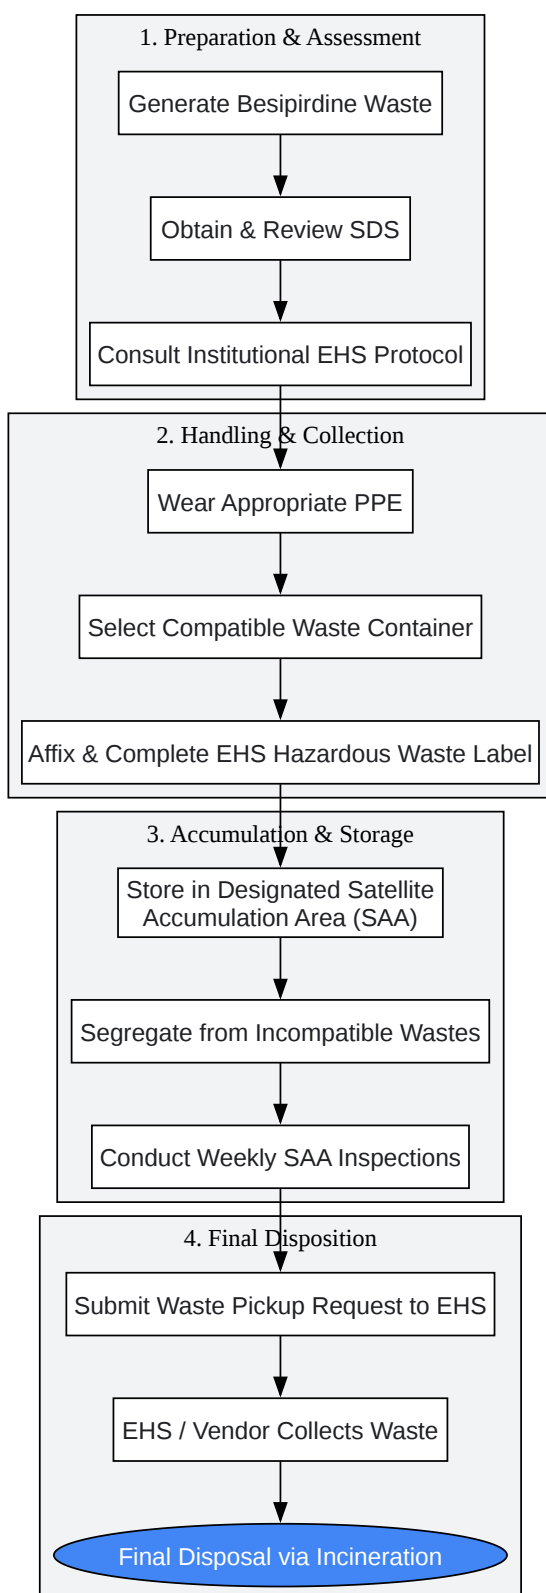 1. Preparation & Assessment
Generate Besipirdine Waste
Obtain & Review SDS
Consult Institutional EHS Protocol
2. Handling & Collection
Wear Appropriate PPE
Select Compatible Waste Container
Affix & Complete EHS Hazardous Waste Label
3. Accumulation & Storage
Store in Designated Satellite
Accumulation Area (SAA)
Segregate from Incompatible Wastes
Conduct Weekly SAA Inspections
4. Final Disposition
Submit Waste Pickup Request to EHS
EHS / Vendor Collects Waste
Final Disposal via Incineration